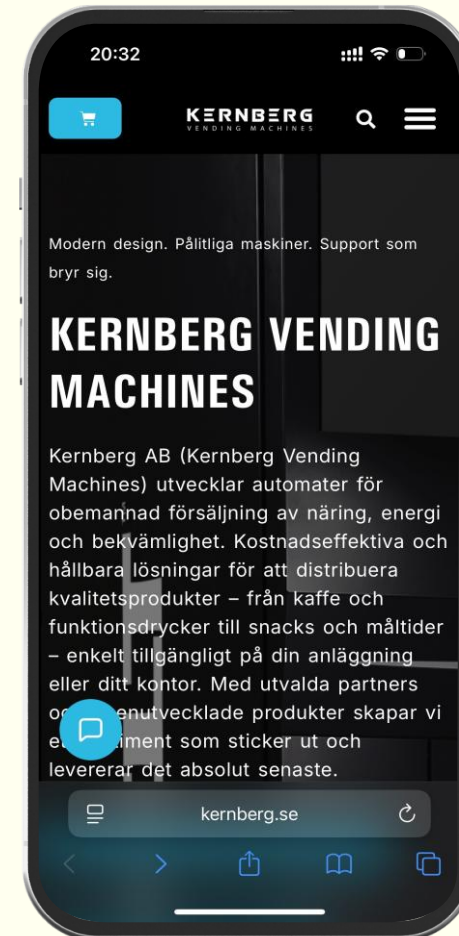 20:32
KERNBERG
VENDING MACHINES
Modern design. Pålitliga maskiner. Support som
bryr sig.
KERNBERG VENDING
MACHINES
Kernberg AB (Kernberg Vending
Machines) utvecklar automater för
obemannad försäljning av näring, energi
och bekvämlighet. Kostnadseffektiva och
hållbara lösningar för att distribuera
kvalitetsprodukter – från kaffe och
funktionsdrycker till snacks och måltider
– enkelt tillgängligt på din anläggning
eller ditt kontor. Med utvalda partners
produkter skapar vi
som sticker ut och
levererar det absolut senaste.
kernberg.se